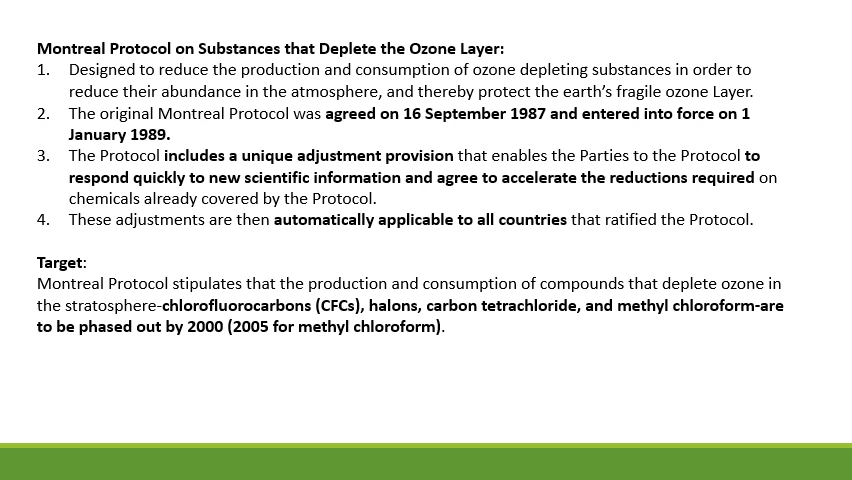 Montreal Protocol on Substances that Deplete the Ozone Layer:
1. Designed to reduce the production and consumption of ozone depleting substances in order to
reduce their abundance in the atmosphere, and thereby protect the earth’s fragile ozone Layer.
2. The original Montreal Protocol was agreed on 16 September 1987 and entered into force on 1
January 1989.
3. The Protocol includes a unique adjustment provision that enables the Parties to the Protocol to
respond quickly to new scientific information and agree to accelerate the reductions required on
chemicals already covered by the Protocol.
4. These adjustments are then automatically applicable to all countries that ratified the Protocol.
Target:
Montreal Protocol stipulates that the production and consumption of compounds that deplete ozone in
the stratosphere-chlorofluorocarbons (CFCs), halons, carbon tetrachloride, and methyl chloroform-are
to be phased out by 2000 (2005 for methyl chloroform).